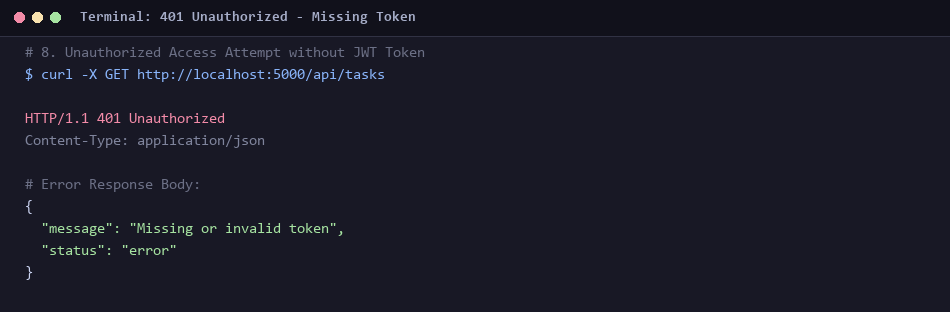 Terminal: 401 Unauthorized - Missing Token
# 8. Unauthorized Access Attempt without JWT Token
$ curl -X GET http://localhost:5000/api/tasks
HTTP/1.1 401 Unauthorized
Content-Type: application/json
# Error Response Body:
{
  "message": "Missing or invalid token",
  "status": "error"
}